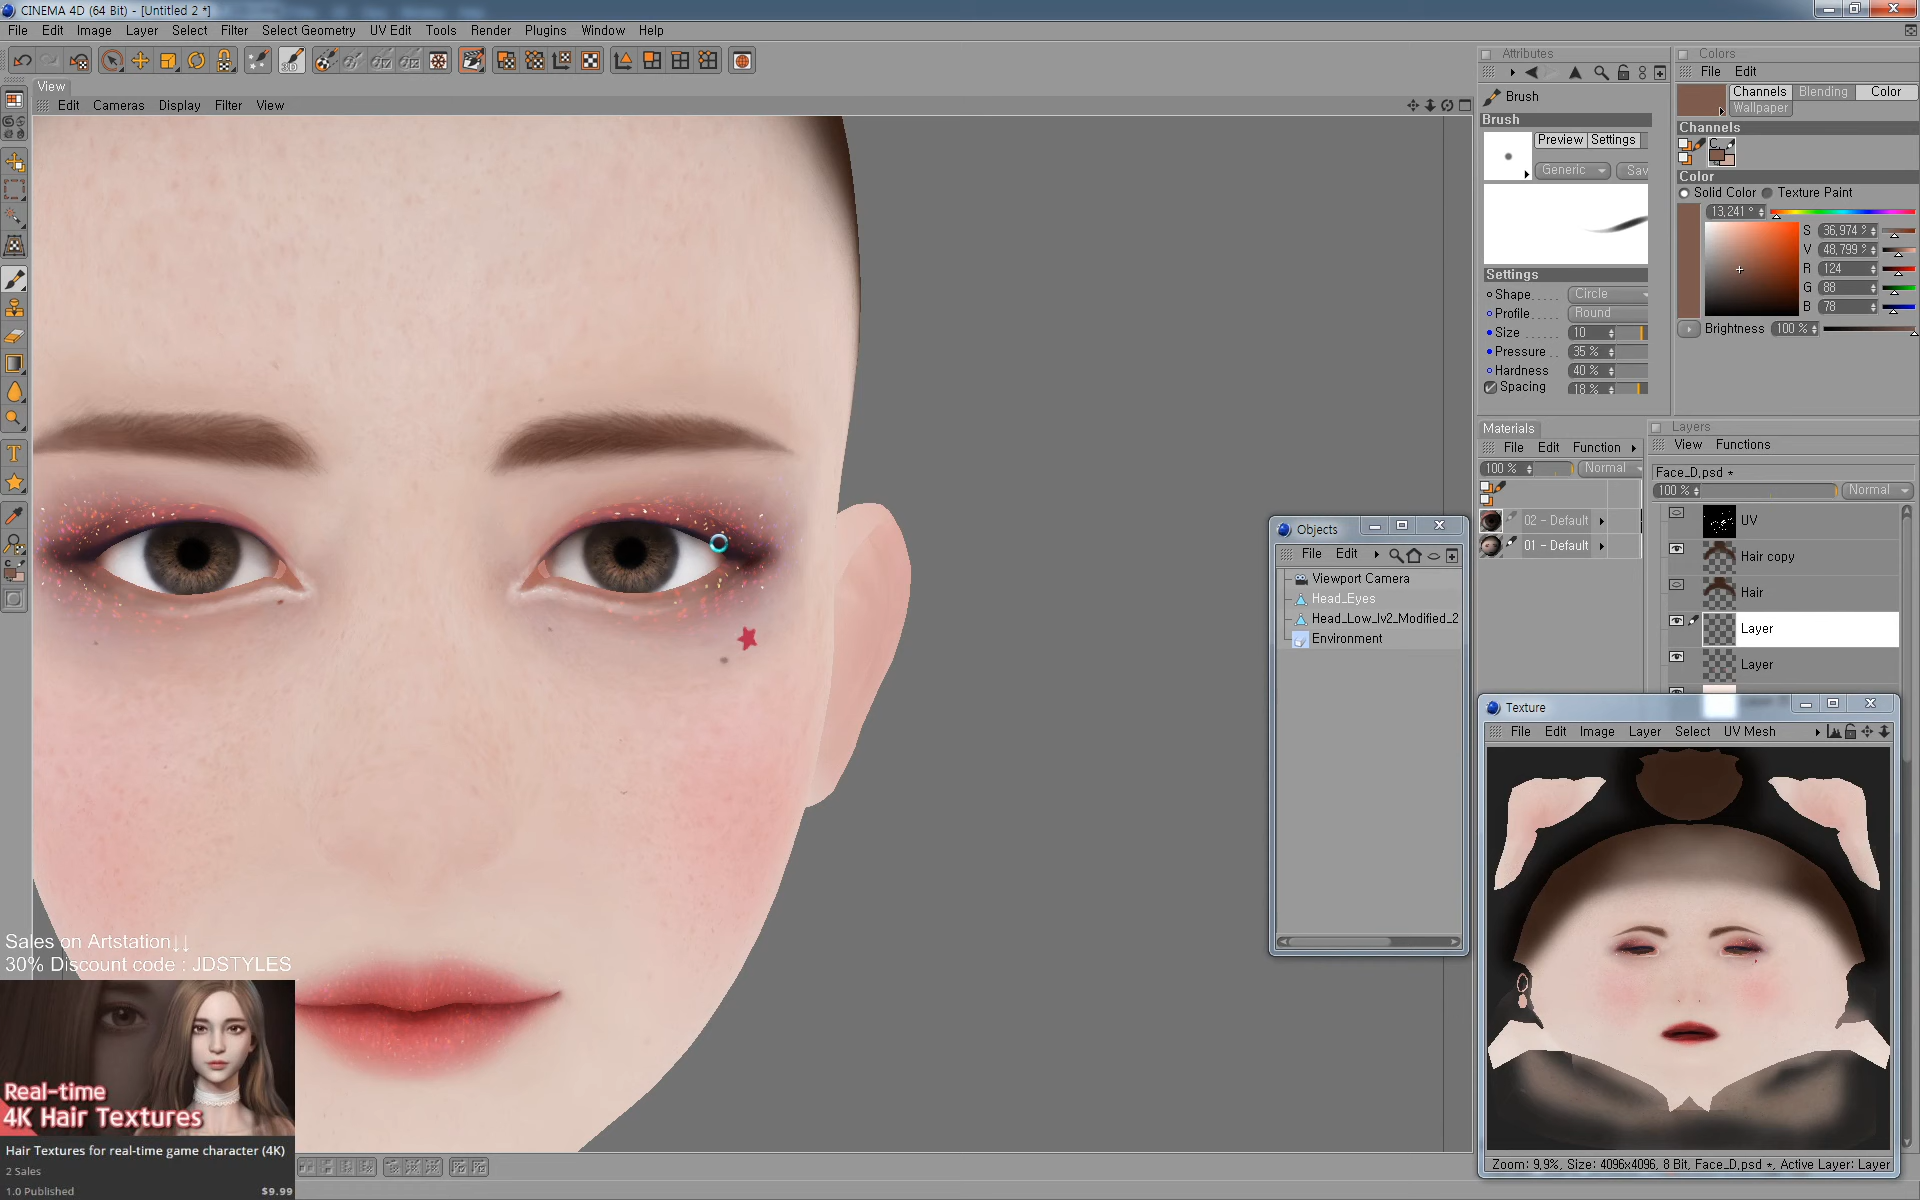 CINEMA 4D (64 Bit) - [Untitled 2 *]
File Edit Image Layer Select Filter Select Geometry UV Edit Tools Render Plugins Window Help
View
Edit Cameras Display Filter View
Attributes
Brush
Brush
Preview Settings
Generic Sav
Settings
Shape Circle
Profile Round
Size 10
Pressure 35 %
Hardness 40 %
Spacing 18 %
Colors
File Edit
Channels Blending Color
Wallpaper
Channels
Color
Solid Color Texture Paint
13,241 °
S 36,974 %
V 48,799 %
R 124
G 88
B 78
Brightness 100 %
Materials
File Edit Function
100 % Normal
02 - Default
01 - Default
Layers
View Functions
Face_D.psd *
100 % Normal
UV
Hair copy
Hair
Layer
Layer
Objects
File Edit
Viewport Camera
Head_Eyes
Head_Low_lv2_Modified_2
Environment
Texture
File Edit Image Layer Select UV Mesh
Zoom: 9,9%, Size: 4096x4096, 8 Bit, Face_D.psd *, Active Layer: Layer
Sales on Artstation↓↓
30% Discount code : JDSTYLES
Real-time
4K Hair Textures
Hair Textures for real-time game character (4K)
2 Sales
1.0 Published $9.99